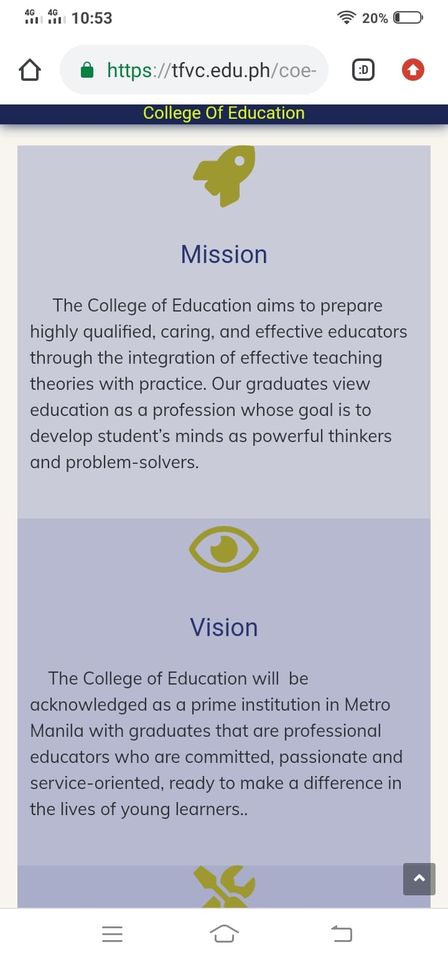 4G 4G 10:53 20%
https://tfvc.edu.ph/coe- :D
College Of Education
Mission
The College of Education aims to prepare
highly qualified, caring, and effective educators
through the integration of effective teaching
theories with practice. Our graduates view
education as a profession whose goal is to
develop student’s minds as powerful thinkers
and problem-solvers.
Vision
The College of Education will be
acknowledged as a prime institution in Metro
Manila with graduates that are professional
educators who are committed, passionate and
service-oriented, ready to make a difference in
the lives of young learners..